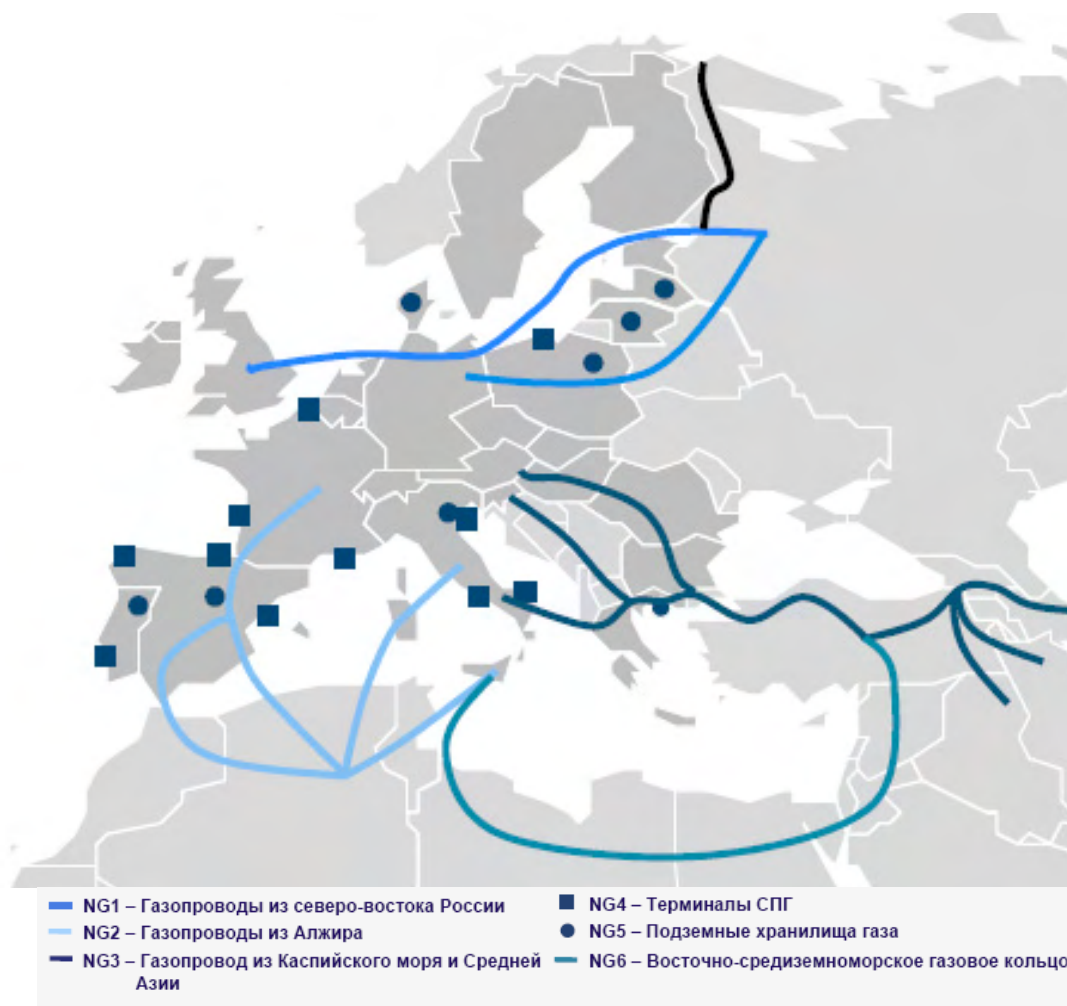 NG1 – Газопроводы из северо-востока России
NG2 – Газопроводы из Алжира
NG3 – Газопровод из Каспийского моря и Средней
Азии
NG4 – Терминалы СПГ
NG5 – Подземные хранилища газа
NG6 – Восточно-средиземноморское газовое кольцо